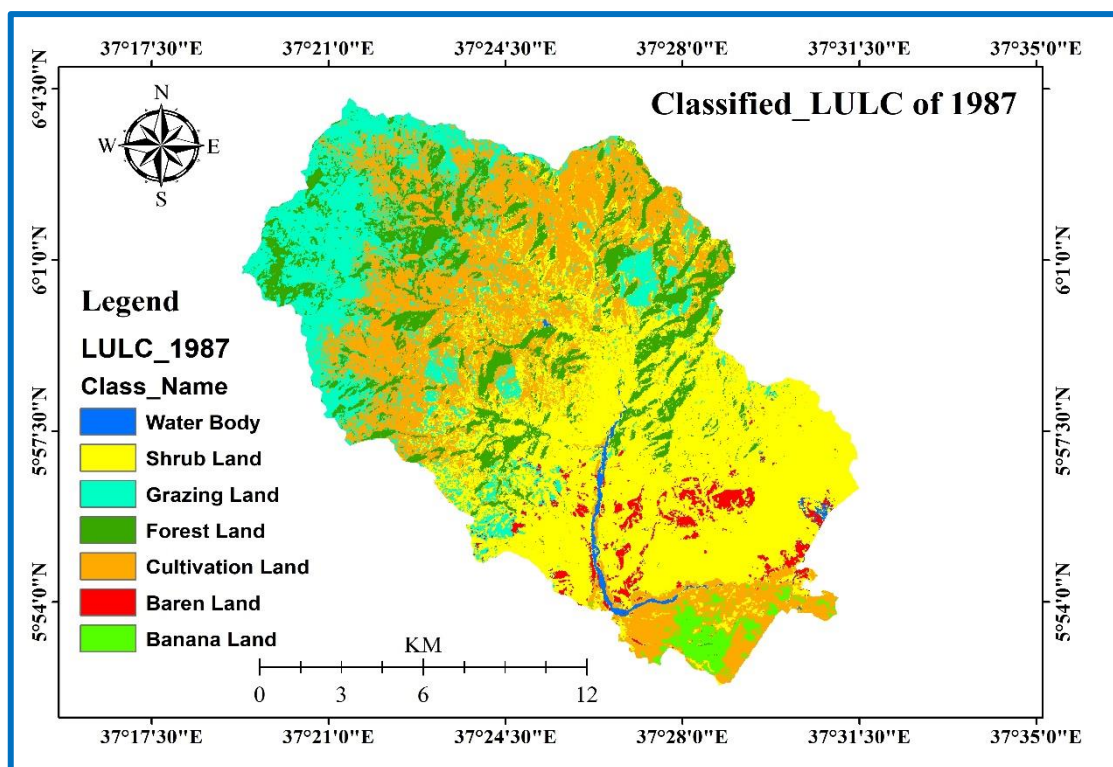 37°17'30"E 37°21'0"E 37°24'30"E 37°28'0"E 37°31'30"E 37°35'0"E
6°4'30"N
6°1'0"N
5°57'30"N
5°54'0"N
N
W E
S
Classified_LULC of 1987
6°1'0"N
5°57'30"N
5°54'0"N
Legend
LULC_1987
Class_Name
Water Body
Shrub Land
Grazing Land
Forest Land
Cultivation Land
Baren Land
Banana Land
KM
0 3 6 12
37°17'30"E 37°21'0"E 37°24'30"E 37°28'0"E 37°31'30"E 37°35'0"E